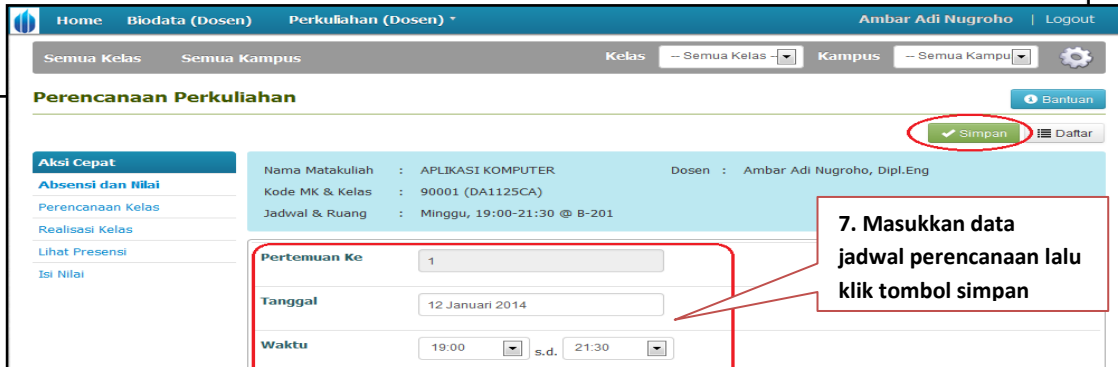 Home Biodata (Dosen) Perkuliahan (Dosen) Ambar Adi Nugroho | Logout
Semua Kelas Semua Kampus Kelas -- Semua Kelas - Kampus -- Semua Kampu
Perencanaan Perkuliahan
Bantuan
Simpan Daftar
Aksi Cepat
Absensi dan Nilai
Perencanaan Kelas
Realisasi Kelas
Lihat Presensi
Isi Nilai
Nama Matakuliah : APLIKASI KOMPUTER Dosen : Ambar Adi Nugroho, Dipl.Eng
Kode MK & Kelas : 90001 (DA1125CA)
Jadwal & Ruang : Minggu, 19:00-21:30 @ B-201
7. Masukkan data
jadwal perencanaan lalu
klik tombol simpan
Pertemuan Ke 1
Tanggal 12 Januari 2014
Waktu 19:00 s.d. 21:30